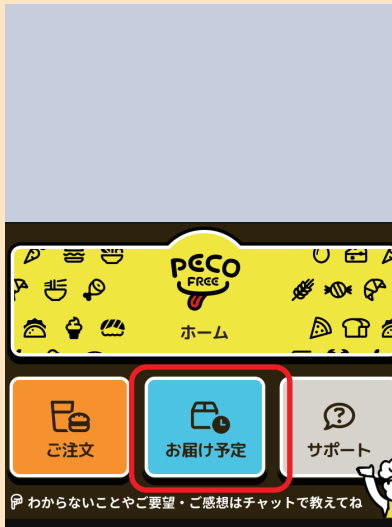 PECO
FREE
ホーム
ご注文
お届け予定
サポート
わからないことやご要望・ご感想はチャットで教えてね